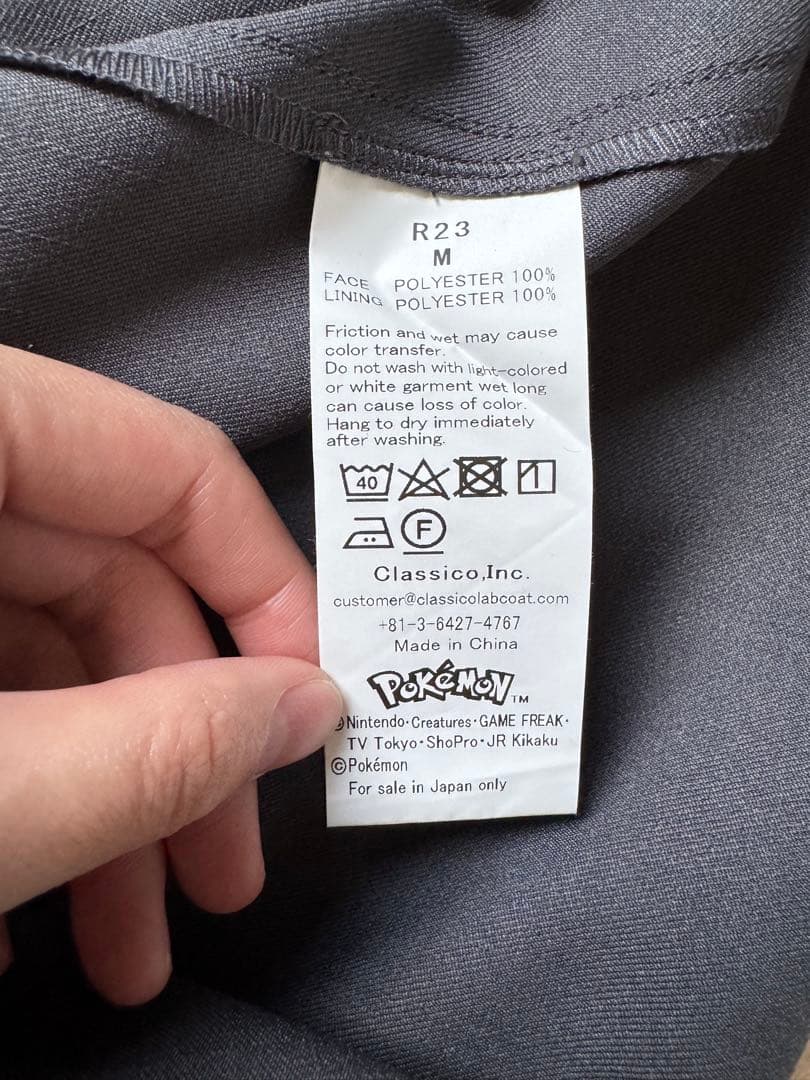 R23
M
FACE POLYESTER 100%
LINING POLYESTER 100%
Friction and wet may cause
color transfer.
Do not wash with light-colored
or white garment wet long
can cause loss of color.
Hang to dry immediately
after washing.
40
F
Classico,Inc.
customer@classicolabcoat.com
+81-3-6427-4767
Made in China
POKéMON TM
©Nintendo・Creatures・GAME FREAK・
TV Tokyo・ShoPro・JR Kikaku
©Pokémon
For sale in Japan only